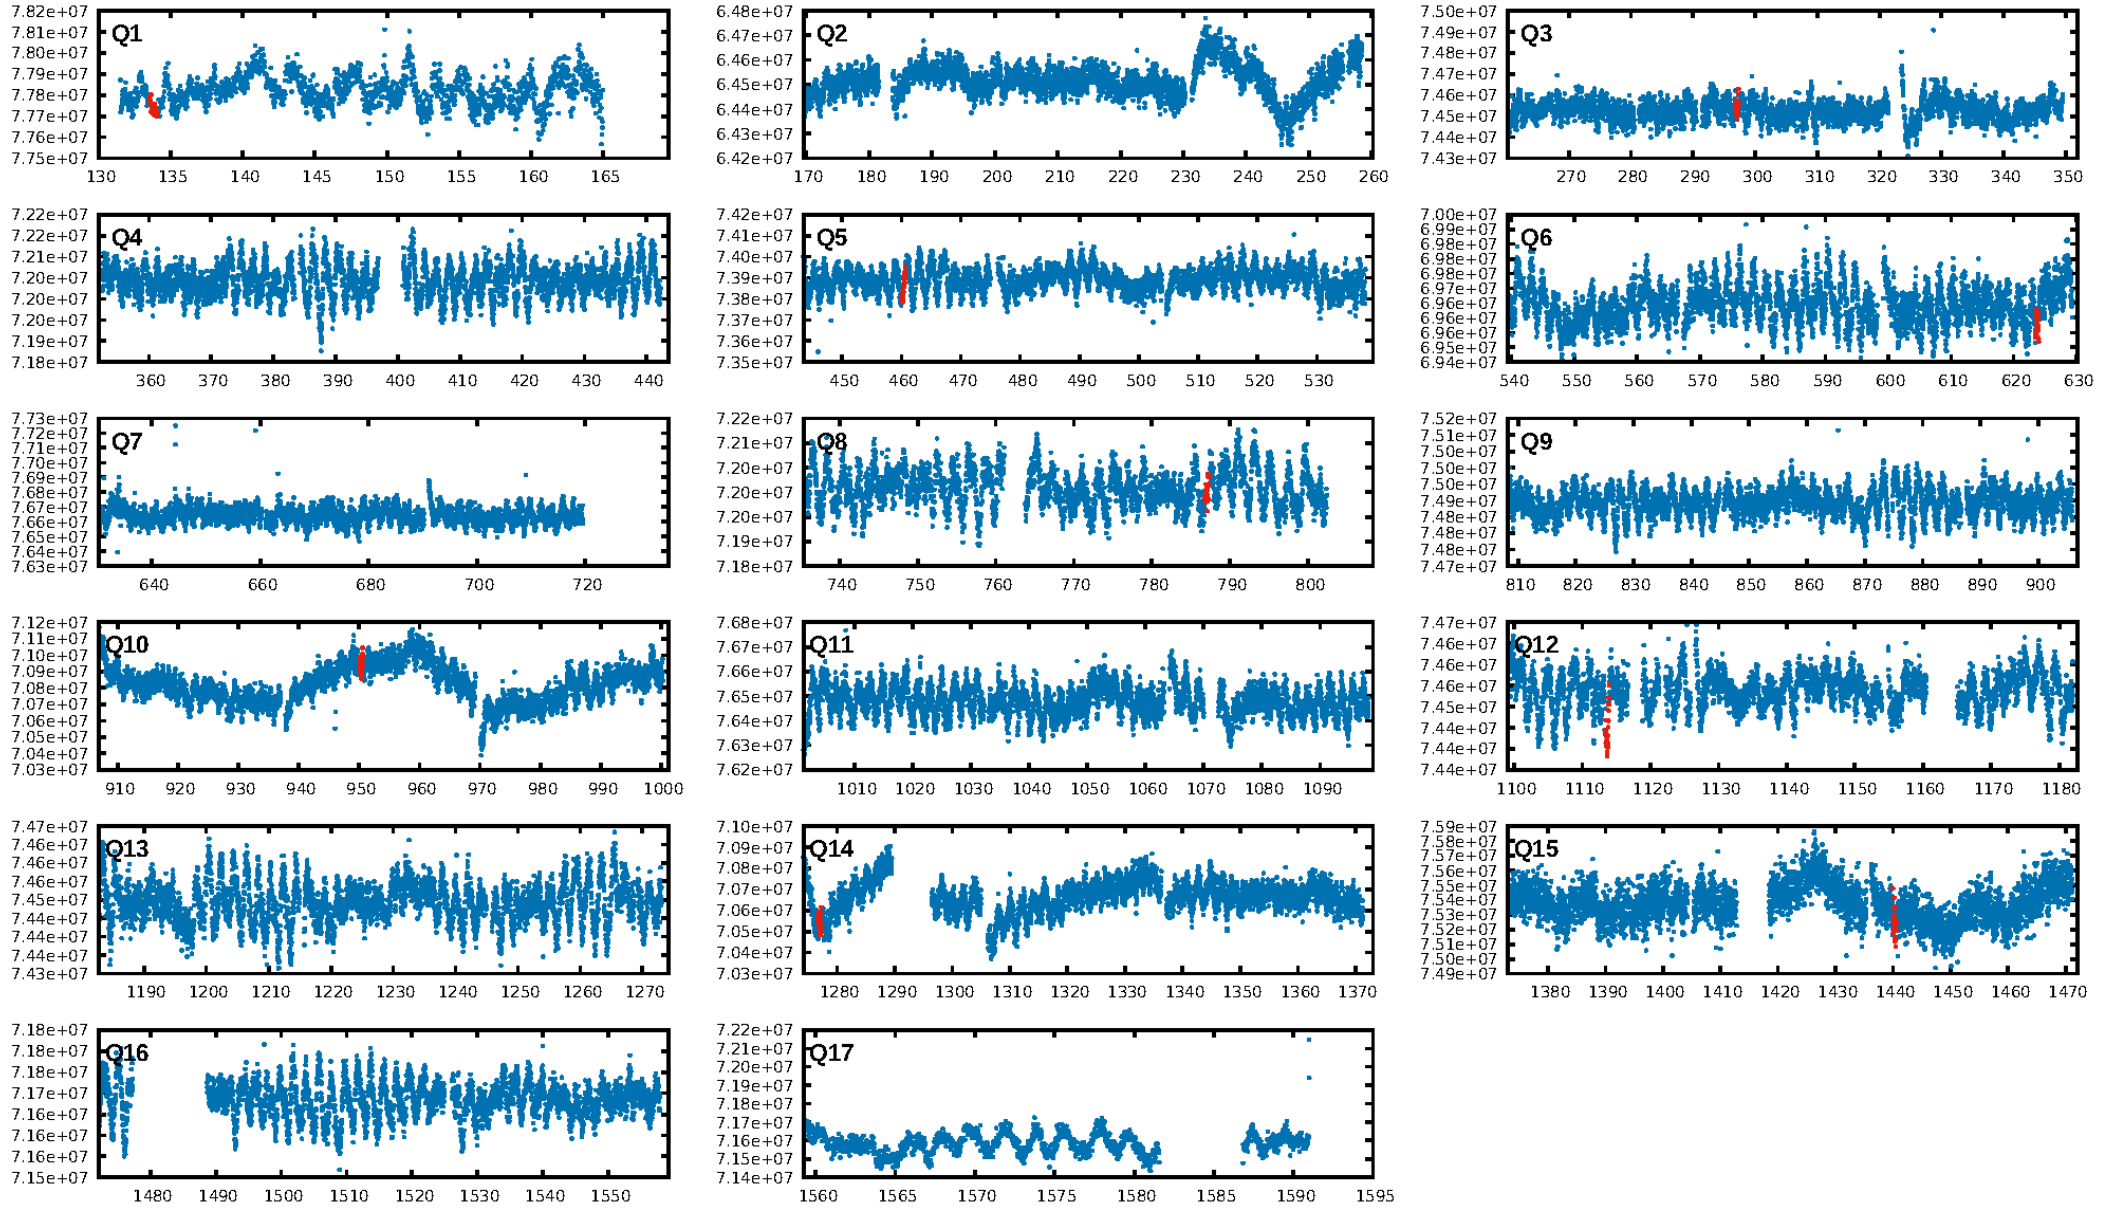 Q1
7.82e+07
7.81e+07
7.80e+07
7.79e+07
7.78e+07
7.77e+07
7.76e+07
7.75e+07
130 135 140 145 150 155 160 165
Q2
6.48e+07
6.47e+07
6.46e+07
6.45e+07
6.44e+07
6.43e+07
6.42e+07
170 180 190 200 210 220 230 240 250 260
Q3
7.50e+07
7.49e+07
7.48e+07
7.47e+07
7.46e+07
7.45e+07
7.44e+07
7.43e+07
270 280 290 300 310 320 330 340 350
Q4
7.22e+07
7.22e+07
7.21e+07
7.20e+07
7.20e+07
7.20e+07
7.19e+07
7.18e+07
360 370 380 390 400 410 420 430 440
Q5
7.42e+07
7.41e+07
7.40e+07
7.39e+07
7.38e+07
7.37e+07
7.36e+07
7.35e+07
450 460 470 480 490 500 510 520 530
Q6
7.00e+07
6.99e+07
6.98e+07
6.98e+07
6.97e+07
6.96e+07
6.96e+07
6.96e+07
6.95e+07
6.94e+07
540 550 560 570 580 590 600 610 620 630
Q7
7.73e+07
7.72e+07
7.71e+07
7.70e+07
7.69e+07
7.68e+07
7.67e+07
7.66e+07
7.65e+07
7.64e+07
7.63e+07
640 660 680 700 720
Q8
7.22e+07
7.21e+07
7.20e+07
7.20e+07
7.20e+07
7.19e+07
7.18e+07
740 750 760 770 780 790 800
Q9
7.52e+07
7.51e+07
7.50e+07
7.50e+07
7.49e+07
7.48e+07
7.48e+07
7.48e+07
7.47e+07
810 820 830 840 850 860 870 880 890 900
Q10
7.12e+07
7.11e+07
7.10e+07
7.09e+07
7.08e+07
7.07e+07
7.06e+07
7.05e+07
7.04e+07
7.03e+07
910 920 930 940 950 960 970 980 990 1000
Q11
7.68e+07
7.67e+07
7.66e+07
7.65e+07
7.64e+07
7.63e+07
7.62e+07
1010 1020 1030 1040 1050 1060 1070 1080 1090
Q12
7.47e+07
7.46e+07
7.46e+07
7.46e+07
7.45e+07
7.44e+07
7.44e+07
7.44e+07
1100 1110 1120 1130 1140 1150 1160 1170 1180
Q13
7.47e+07
7.46e+07
7.46e+07
7.46e+07
7.45e+07
7.44e+07
7.44e+07
7.44e+07
7.43e+07
1190 1200 1210 1220 1230 1240 1250 1260 1270
Q14
7.10e+07
7.09e+07
7.08e+07
7.07e+07
7.06e+07
7.05e+07
7.04e+07
7.03e+07
1280 1290 1300 1310 1320 1330 1340 1350 1360 1370
Q15
7.59e+07
7.58e+07
7.57e+07
7.56e+07
7.55e+07
7.54e+07
7.53e+07
7.52e+07
7.51e+07
7.50e+07
7.49e+07
1380 1390 1400 1410 1420 1430 1440 1450 1460 1470
Q16
7.18e+07
7.18e+07
7.18e+07
7.17e+07
7.16e+07
7.16e+07
7.16e+07
7.15e+07
1480 1490 1500 1510 1520 1530 1540 1550
Q17
7.22e+07
7.21e+07
7.20e+07
7.19e+07
7.18e+07
7.17e+07
7.16e+07
7.15e+07
7.14e+07
1560 1565 1570 1575 1580 1585 1590 1595